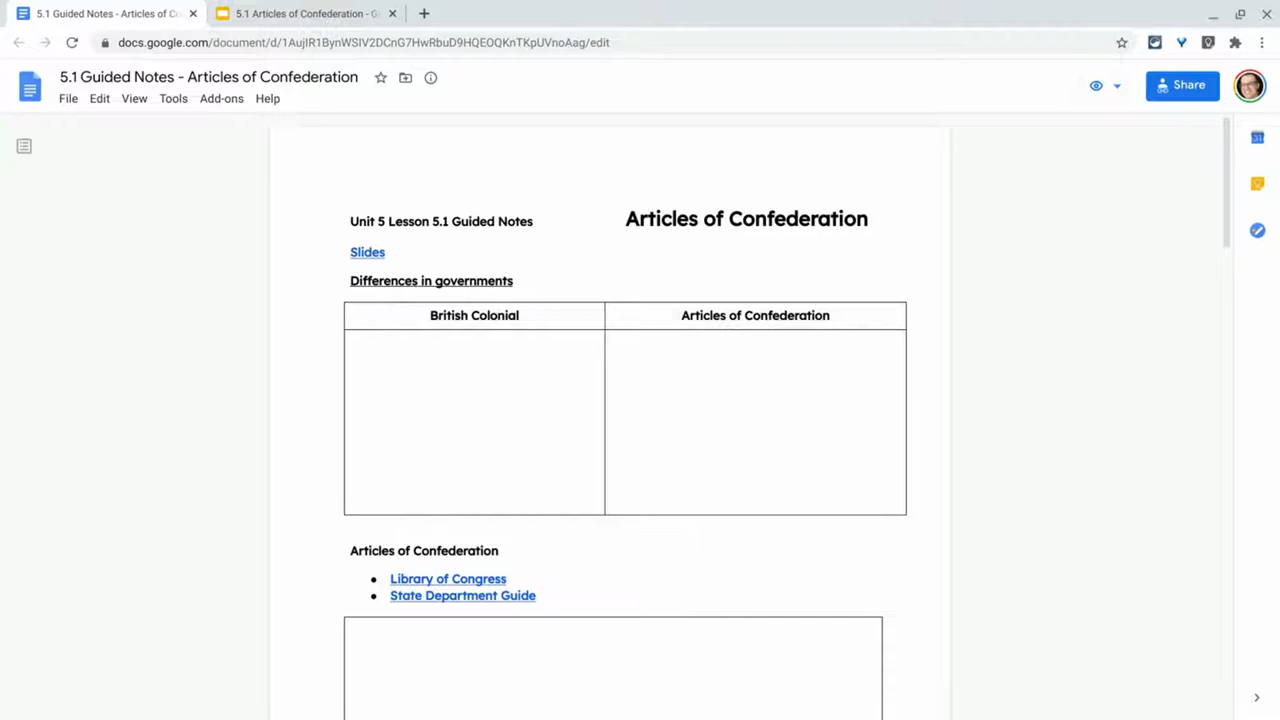 5.1 Guided Notes - Articles of Co
5.1 Articles of Confederation - G
docs.google.com/document/d/1AujIR1BynWSIV2DCnG7HwRbuD9HQEOQKnTKpUVnoAag/edit
5.1 Guided Notes - Articles of Confederation
File Edit View Tools Add-ons Help
Share
Unit 5 Lesson 5.1 Guided Notes
Articles of Confederation
Slides
Differences in governments
British Colonial
Articles of Confederation
Articles of Confederation
Library of Congress
State Department Guide